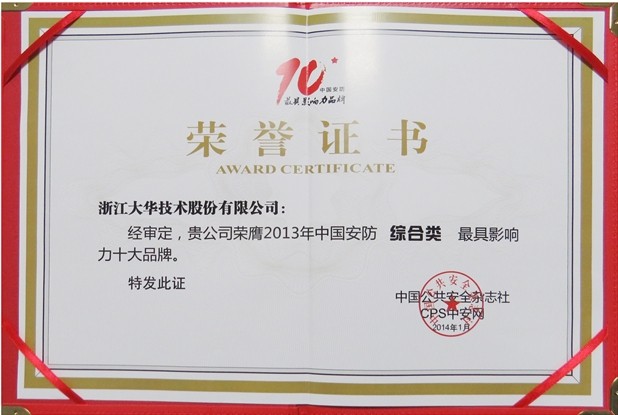 10
中国安防
最具影响力品牌
荣誉证书
AWARD CERTIFICATE
浙江大华技术股份有限公司：
经审定，贵公司荣膺2013年中国安防 综合类 最具影响
力十大品牌。
特发此证
中国公共安全杂志社
CPS中安网
2014年1月